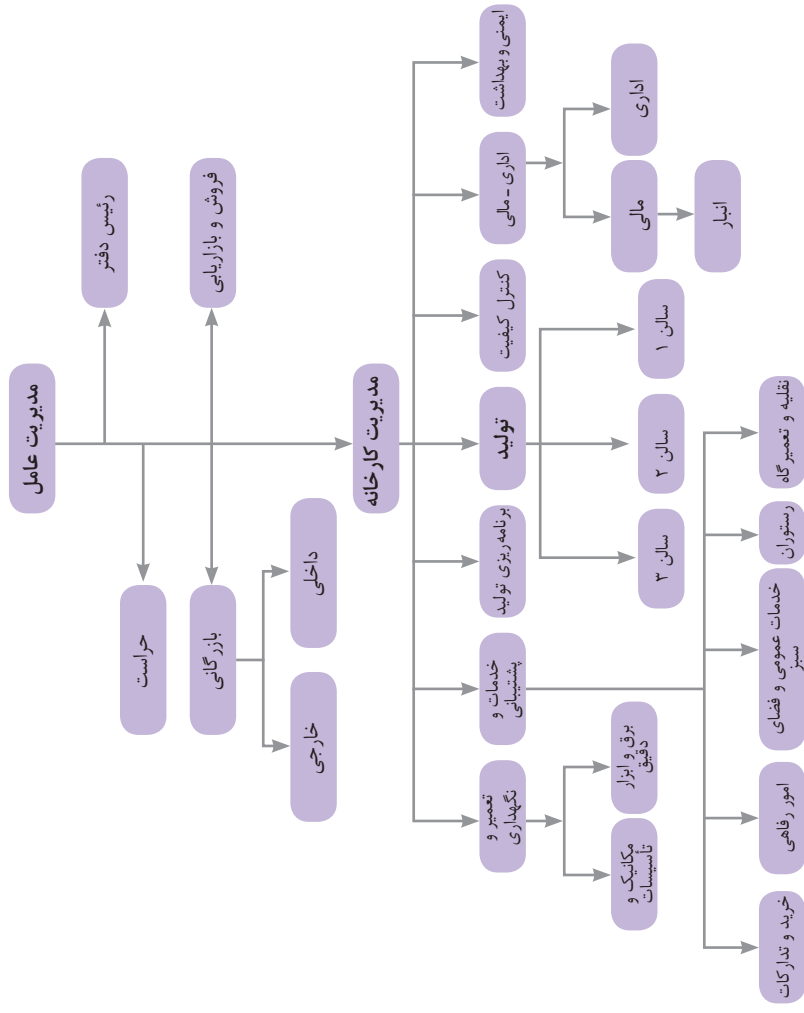 مدیریت عامل
رئیس دفتر
حراست
فروش و بازاریابی
بازرگانی
داخلی
خارجی
مدیریت کارخانه
ایمنی و بهداشت
اداری - مالی
کنترل کیفیت
تولید
برنامه ریزی تولید
خدمات و
پشتیبانی
تعمیر و
نگهداری
اداری
مالی
انبار
سالن ۱
سالن ۲
سالن ۳
برق و ابزار
دقیق
مکانیک و
تأسیسات
نقلیه و تعمیرگاه
رستوران
خدمات عمومی و فضای
سبز
امور رفاهی
خرید و تدارکات